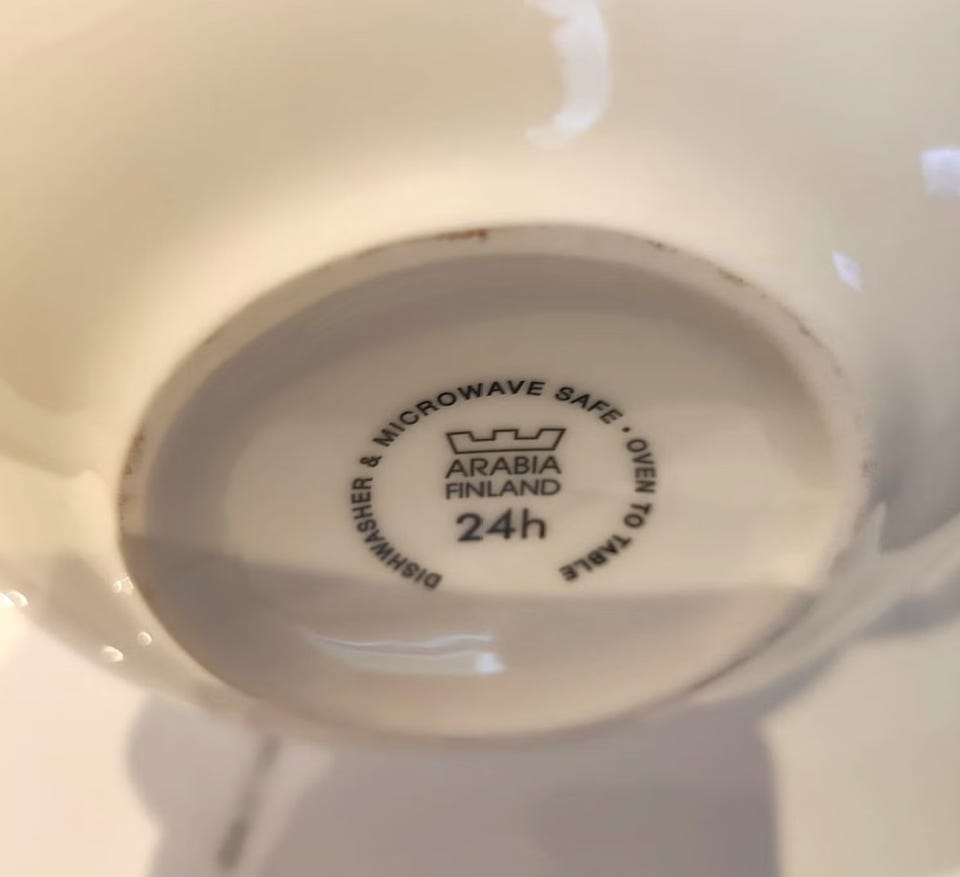 DISHWASHER & MICROWAVE SAFE • OVEN TO TABLE
ARABIA
FINLAND
24h